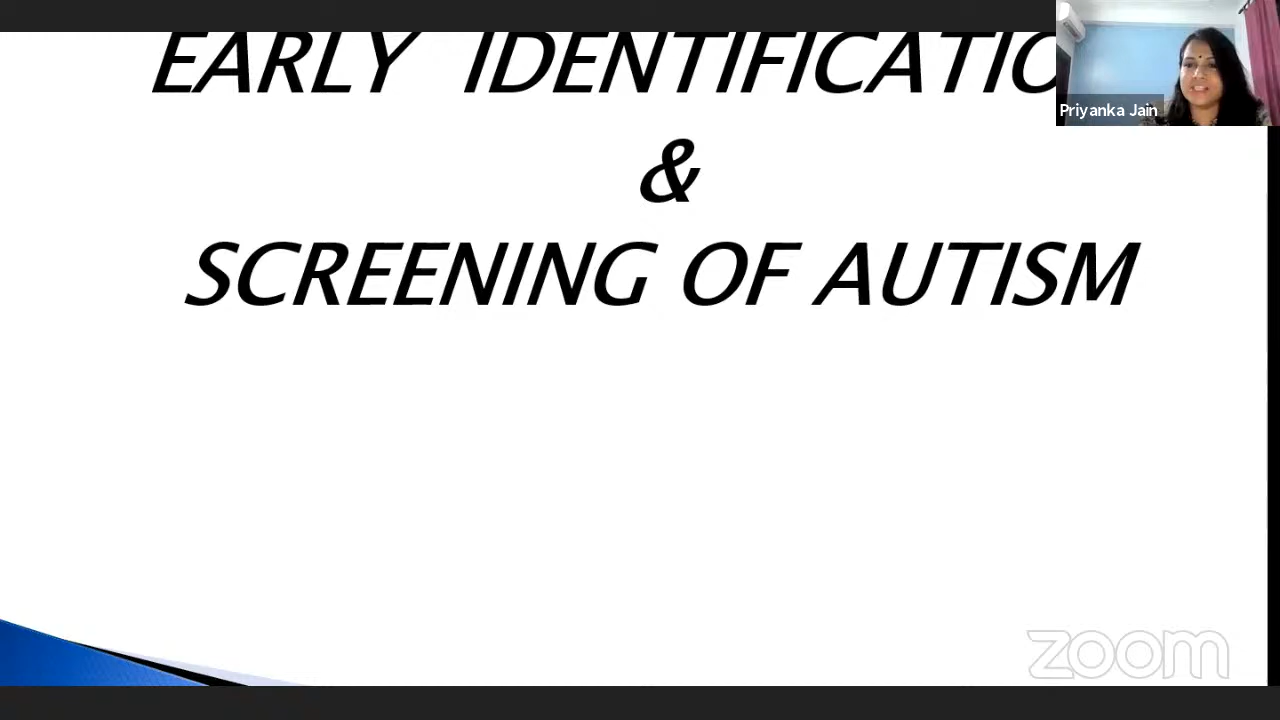 EARLY IDENTIFICATIO
&
SCREENING OF AUTISM
Priyanka Jain
zoom